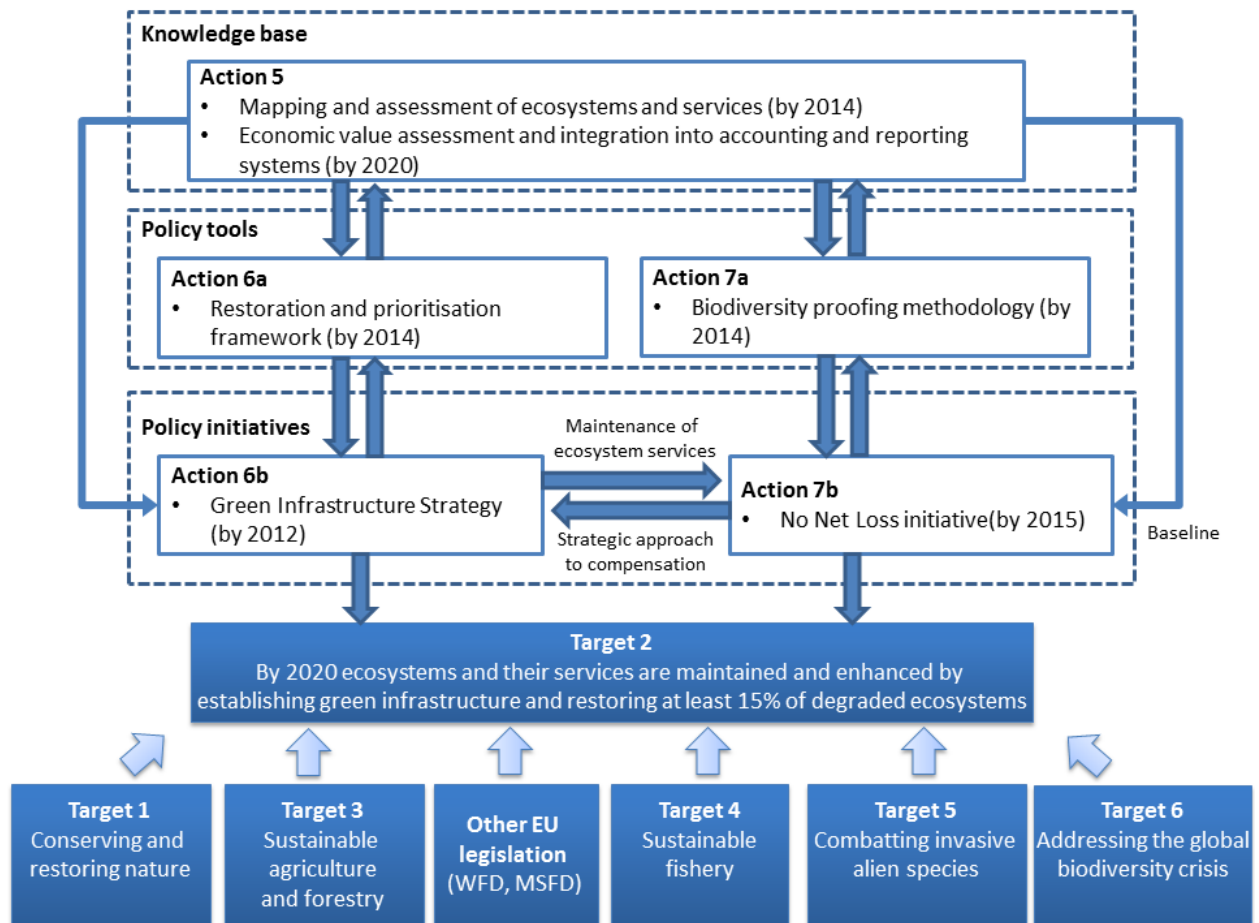 Knowledge base
Action 5
• Mapping and assessment of ecosystems and services (by 2014)
• Economic value assessment and integration into accounting and reporting
systems (by 2020)
Policy tools
Action 6a
• Restoration and prioritisation
framework (by 2014)
Action 7a
• Biodiversity proofing methodology (by
2014)
Policy initiatives
Maintenance of
ecosystem services
Action 6b
• Green Infrastructure Strategy
(by 2012)
Action 7b
• No Net Loss initiative(by 2015)
Strategic approach
to compensation
Baseline
Target 2
By 2020 ecosystems and their services are maintained and enhanced by
establishing green infrastructure and restoring at least 15% of degraded ecosystems
Target 1
Conserving and
restoring nature
Target 3
Sustainable
agriculture
and forestry
Other EU
legislation
(WFD, MSFD)
Target 4
Sustainable
fishery
Target 5
Combatting invasive
alien species
Target 6
Addressing the global
biodiversity crisis